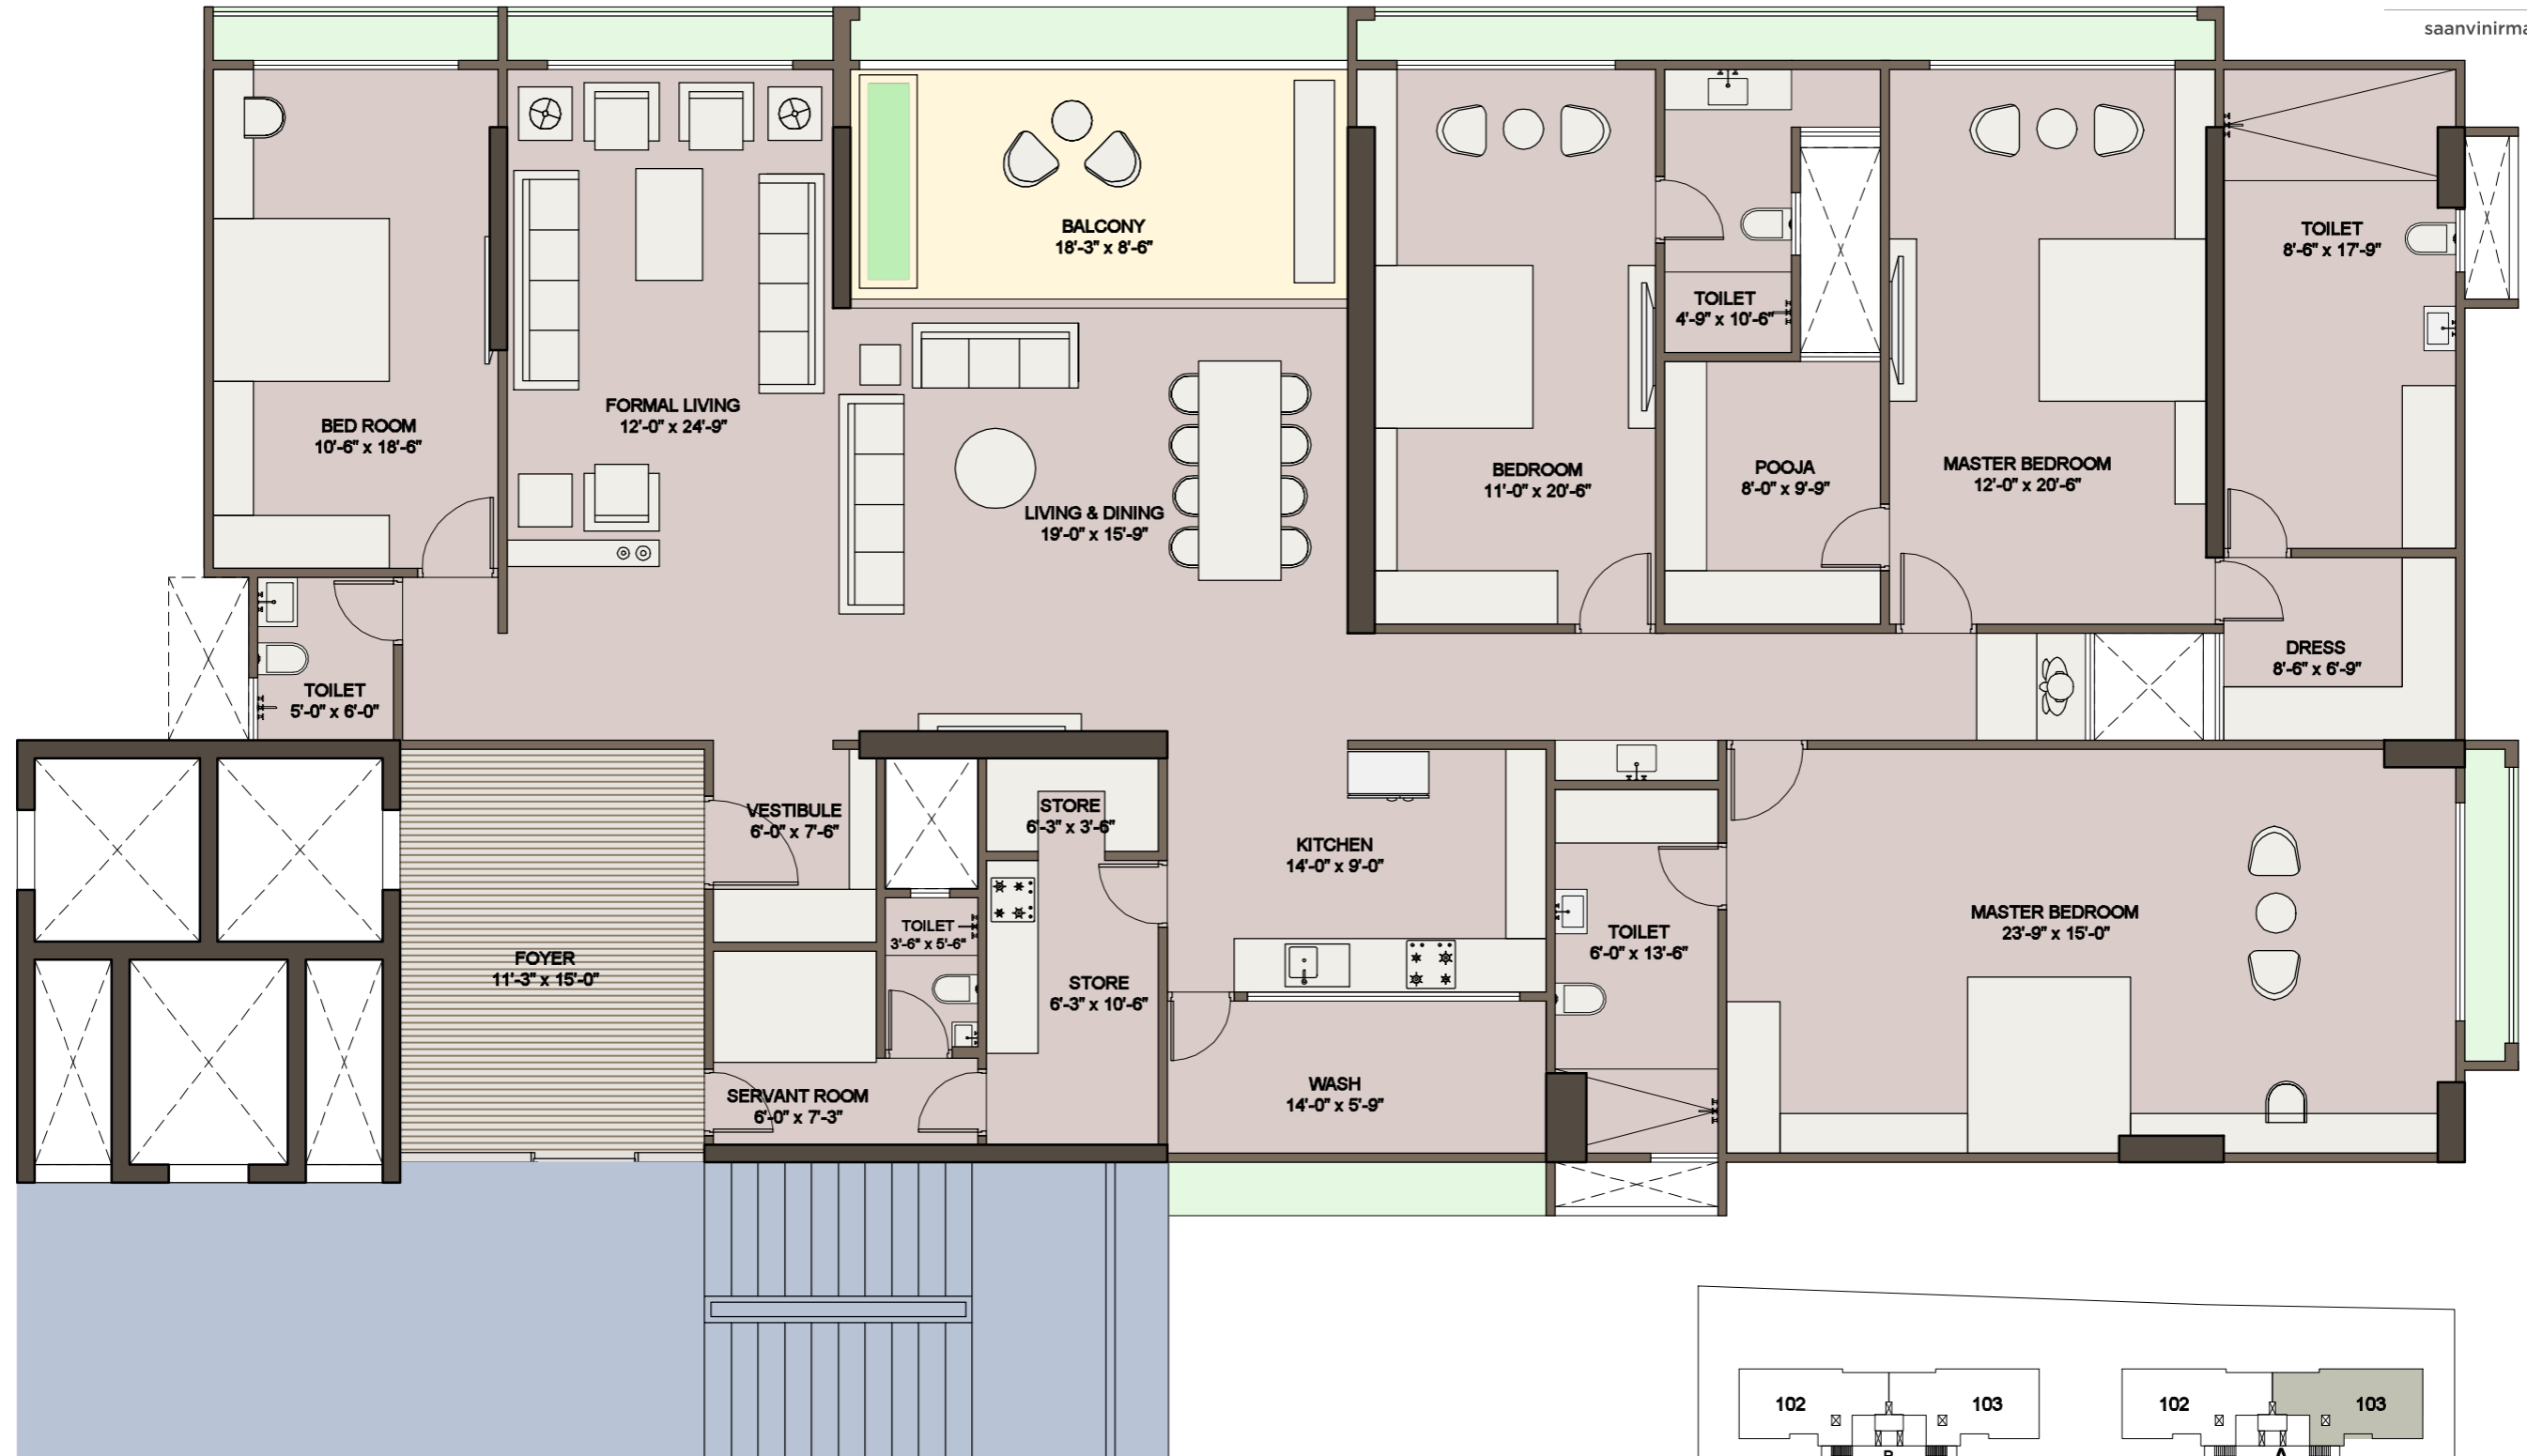 saanvinirma
BALCONY
18'-3" x 8'-6"
TOILET
8'-6" x 17'-9"
TOILET
4'-9" x 10'-6"
FORMAL LIVING
12'-0" x 24'-9"
BED ROOM
10'-6" x 18'-6"
LIVING & DINING
19'-0" x 15'-9"
BEDROOM
11'-0" x 20'-6"
POOJA
8'-0" x 9'-9"
MASTER BEDROOM
12'-0" x 20'-6"
DRESS
8'-6" x 6'-9"
TOILET
5'-0" x 6'-0"
VESTIBULE
6'-0" x 7'-6"
STORE
6'-3" x 3'-6"
KITCHEN
14'-0" x 9'-0"
MASTER BEDROOM
23'-9" x 15'-0"
TOILET
3'-6" x 5'-6"
TOILET
6'-0" x 13'-6"
FOYER
11'-3" x 15'-0"
STORE
6'-3" x 10'-6"
SERVANT ROOM
6'-0" x 7'-3"
WASH
14'-0" x 5'-9"
102
103
102
103
B
A